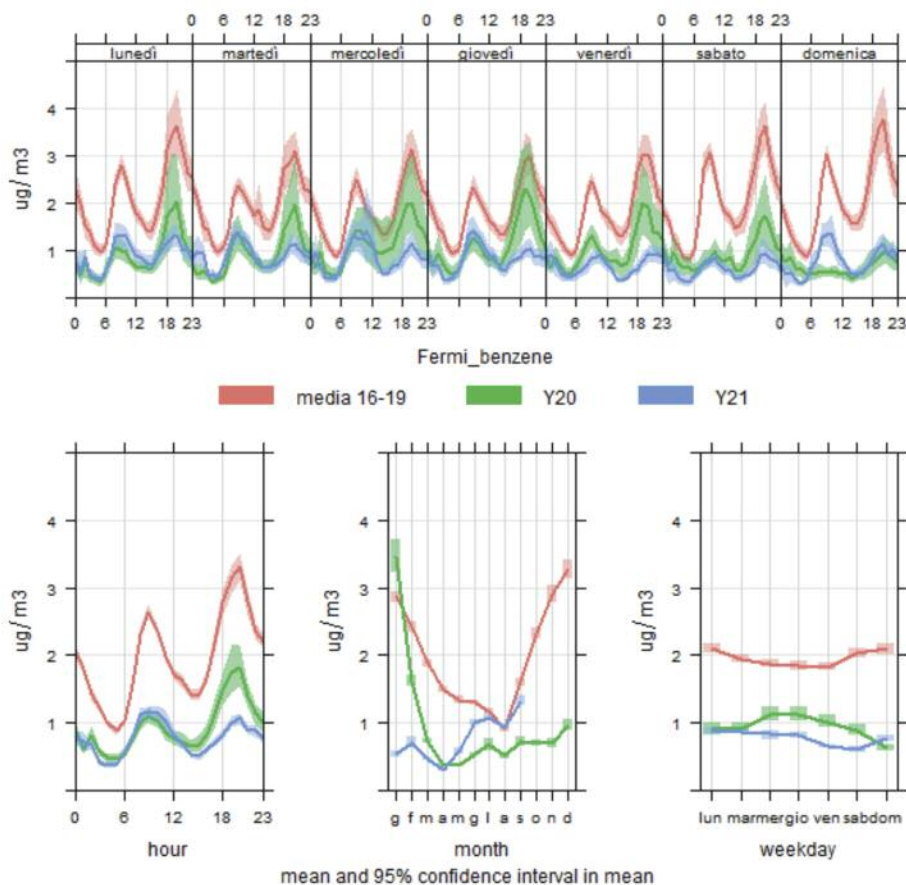 0 6 12 18 23 0 6 12 18 23 0 6 12 18 23
lunedì martedì mercoledì giovedì venerdì sabato domenica
4
3
2
1
ug/m3
0 6 12 18 23 0 6 12 18 23 0 6 12 18 23 0 6 12 18 23
Fermi_benzene
media 16-19 Y20 Y21
4 4 4
3 3 3
2 2 2
1 1 1
ug/m3 ug/m3 ug/m3
0 6 12 18 23 g f m a m g l a s o n d lun mar mer gio ven sab dom
hour month weekday
mean and 95% confidence interval in mean